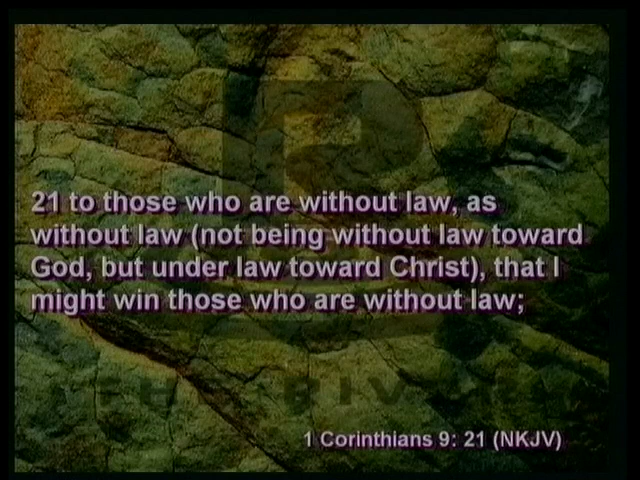 21 to those who are without law, as
without law (not being without law toward
God, but under law toward Christ), that I
might win those who are without law;
1 Corinthians 9: 21 (NKJV)